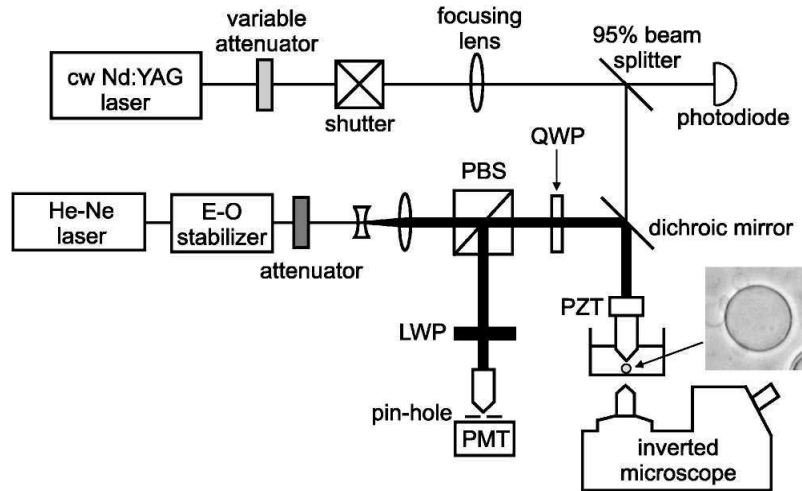 variable
attenuator
focusing
lens
95% beam
splitter
cw Nd:YAG
laser
shutter
photodiode
QWP
PBS
He-Ne
laser
E-O
stabilizer
attenuator
dichroic mirror
PZT
LWP
pin-hole
PMT
inverted
microscope